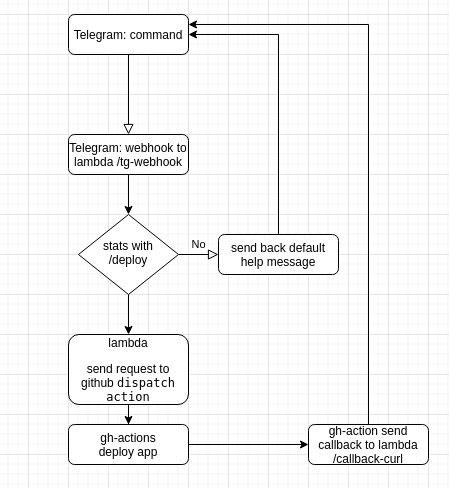 Telegram: command
Telegram: webhook to
lambda /tg-webhook
stats with
/deploy
No
send back default
help message
lambda
send request to
github dispatch
action
gh-actions
deploy app
gh-action send
callback to lambda
/callback-curl